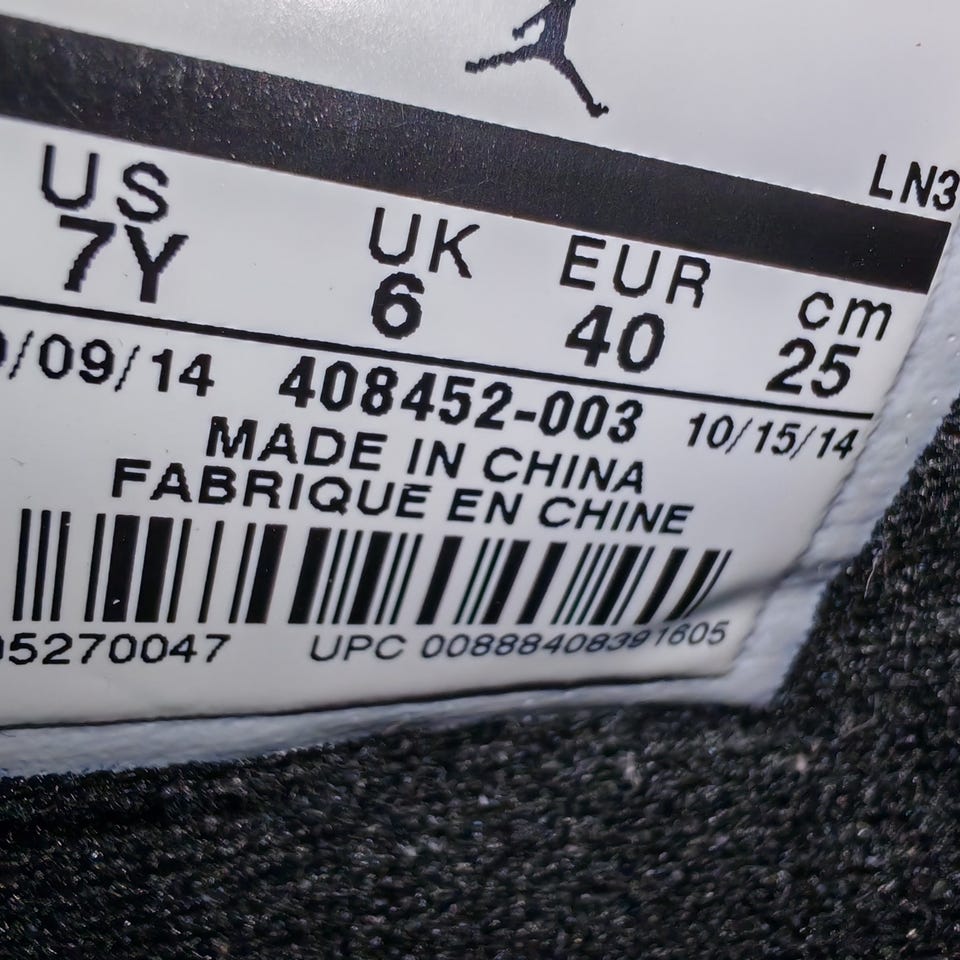 LN3
US UK EUR cm
7Y 6 40 25
/09/14 408452-003 10/15/14
MADE IN CHINA
FABRIQUÉ EN CHINE
5270047 UPC 00888408391605